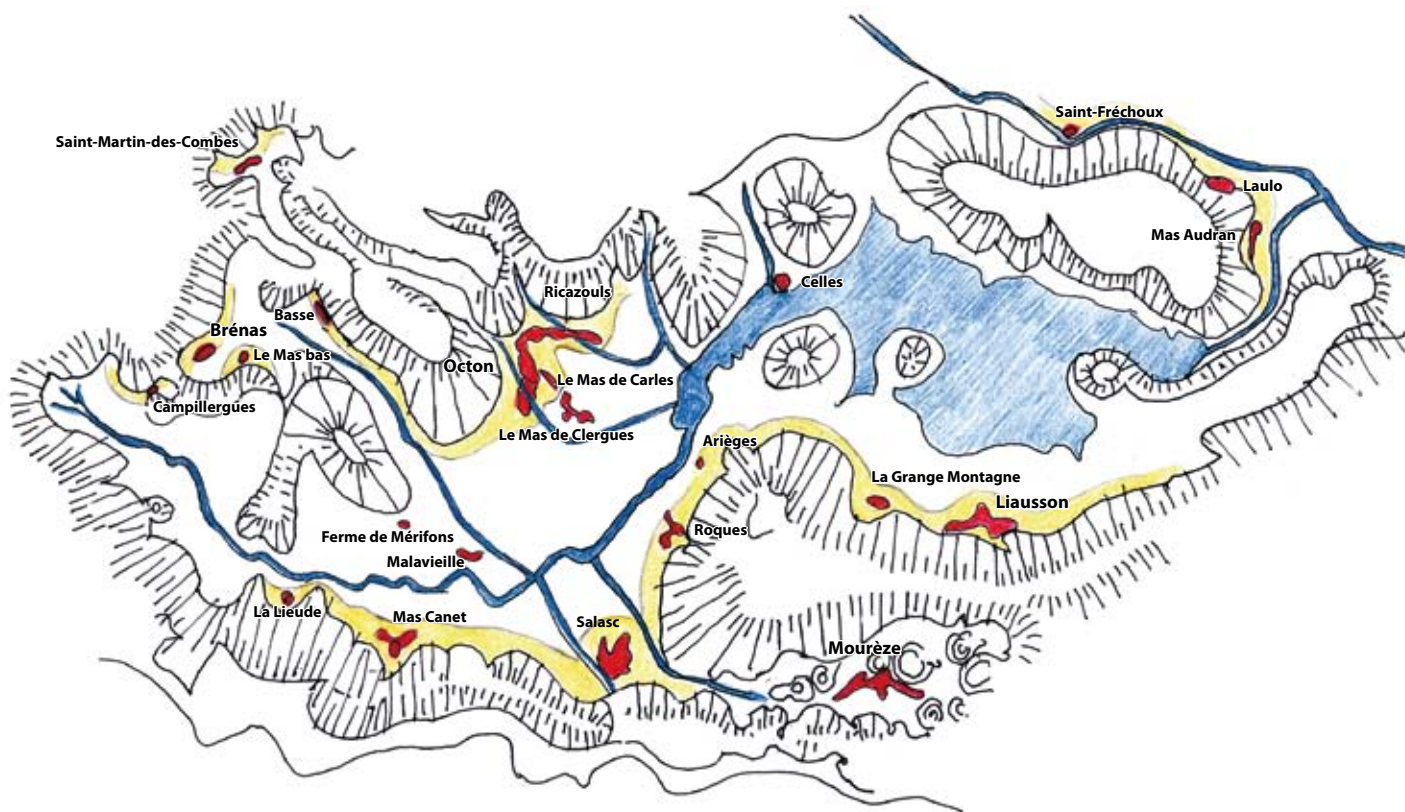 Saint-Fréchoux
Saint-Martin-des-Combes
Laulo
Mas Audran
Celles
Ricazouls
Basse
Brénas
Le Mas bas
Octon
Le Mas de Carles
Campillergues
Le Mas de Clergues
Arièges
La Grange Montagne
Liausson
Ferme de Mérifons
Roques
Malavieille
La Lieude
Mas Canet
Salasc
Mourèze